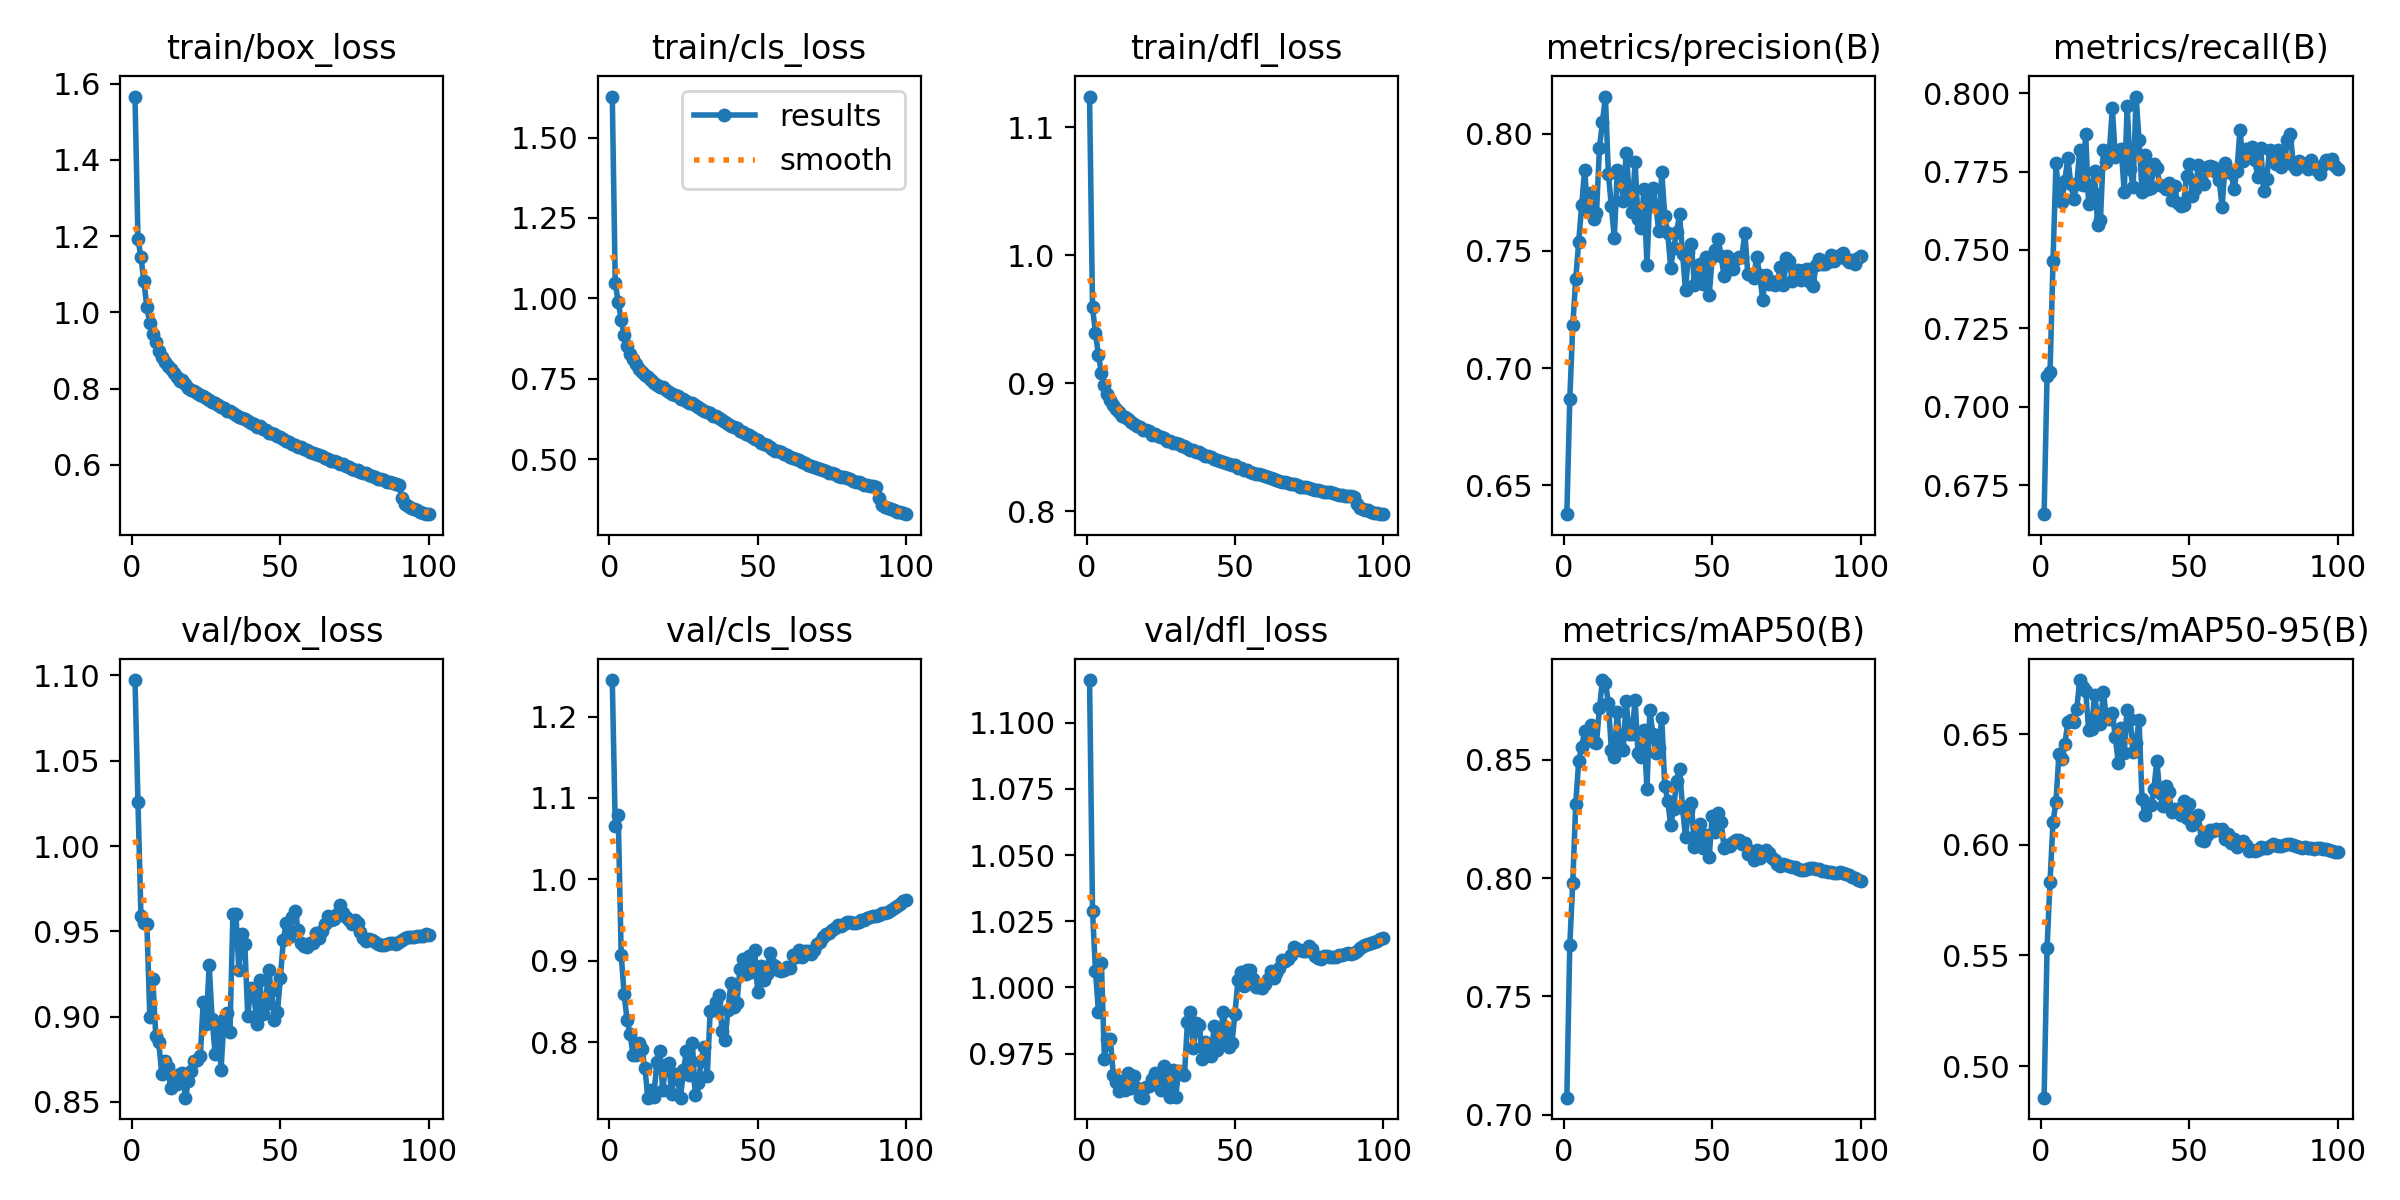 train/box_loss
1.6
1.4
1.2
1.0
0.8
0.6
0 50 100
train/cls_loss
results
smooth
1.50
1.25
1.00
0.75
0.50
0 50 100
train/dfl_loss
1.1
1.0
0.9
0.8
0 50 100
metrics/precision(B)
0.80
0.75
0.70
0.65
0 50 100
metrics/recall(B)
0.800
0.775
0.750
0.725
0.700
0.675
0 50 100
val/box_loss
1.10
1.05
1.00
0.95
0.90
0.85
0 50 100
val/cls_loss
1.2
1.1
1.0
0.9
0.8
0 50 100
val/dfl_loss
1.100
1.075
1.050
1.025
1.000
0.975
0 50 100
metrics/mAP50(B)
0.85
0.80
0.75
0.70
0 50 100
metrics/mAP50-95(B)
0.65
0.60
0.55
0.50
0 50 100